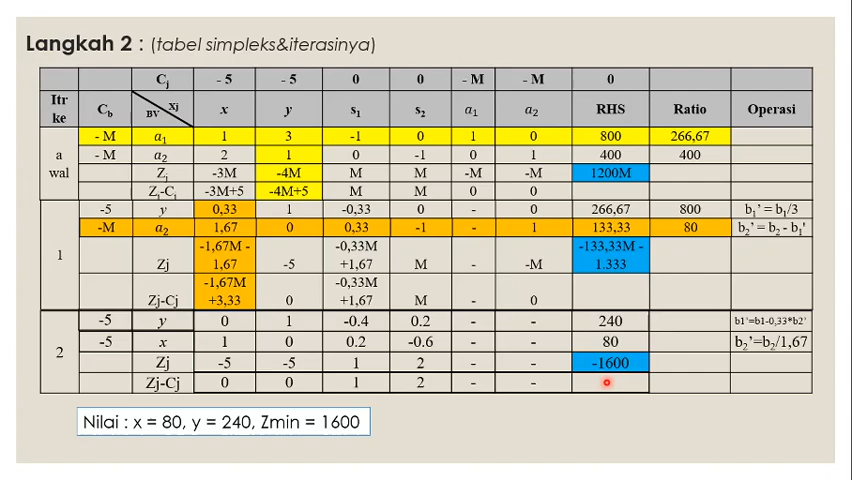 Langkah 2 : (tabel simpleks&iterasinya)
Cj - 5 - 5 0 0 - M - M 0
Itr ke Cb BV Xj x y s1 s2 a1 a2 RHS Ratio Operasi
a wal - M a1 1 3 -1 0 1 0 800 266,67
- M a2 2 1 0 -1 0 1 400 400
Zj -3M -4M M M -M -M 1200M
Zj-Cj -3M+5 -4M+5 M M 0 0
1 -5 y 0,33 1 -0,33 0 - 0 266,67 800 b1' = b1/3
-M a2 1,67 0 0,33 -1 - 1 133,33 80 b2' = b2 - b1'
Zj -1,67M - 1,67 -5 -0,33M +1,67 M - -M -133,33M - 1.333
Zj-Cj -1,67M +3,33 0 -0,33M +1,67 M - 0
2 -5 y 0 1 -0.4 0.2 - - 240 b1'=b1-0,33*b2'
-5 x 1 0 0.2 -0.6 - - 80 b2'=b2/1,67
Zj -5 -5 1 2 - - -1600
Zj-Cj 0 0 1 2 - -
Nilai : x = 80, y = 240, Zmin = 1600